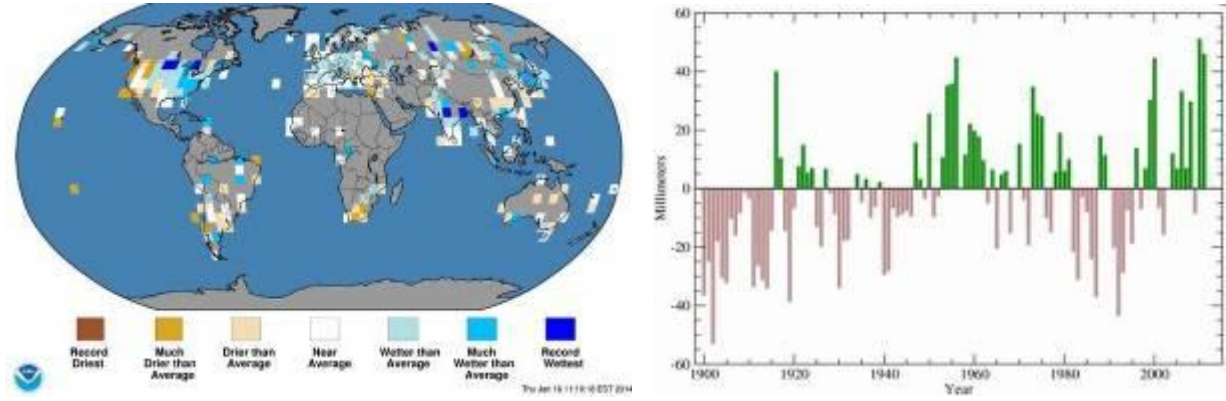 Record
Driest
Much
Drier than
Average
Drier than
Average
Near
Average
Wetter than
Average
Much
Wetter than
Average
Record
Wettest
60
40
20
0
-20
-40
-60
Millimeters
1900
1920
1940
1960
1980
2000
Year